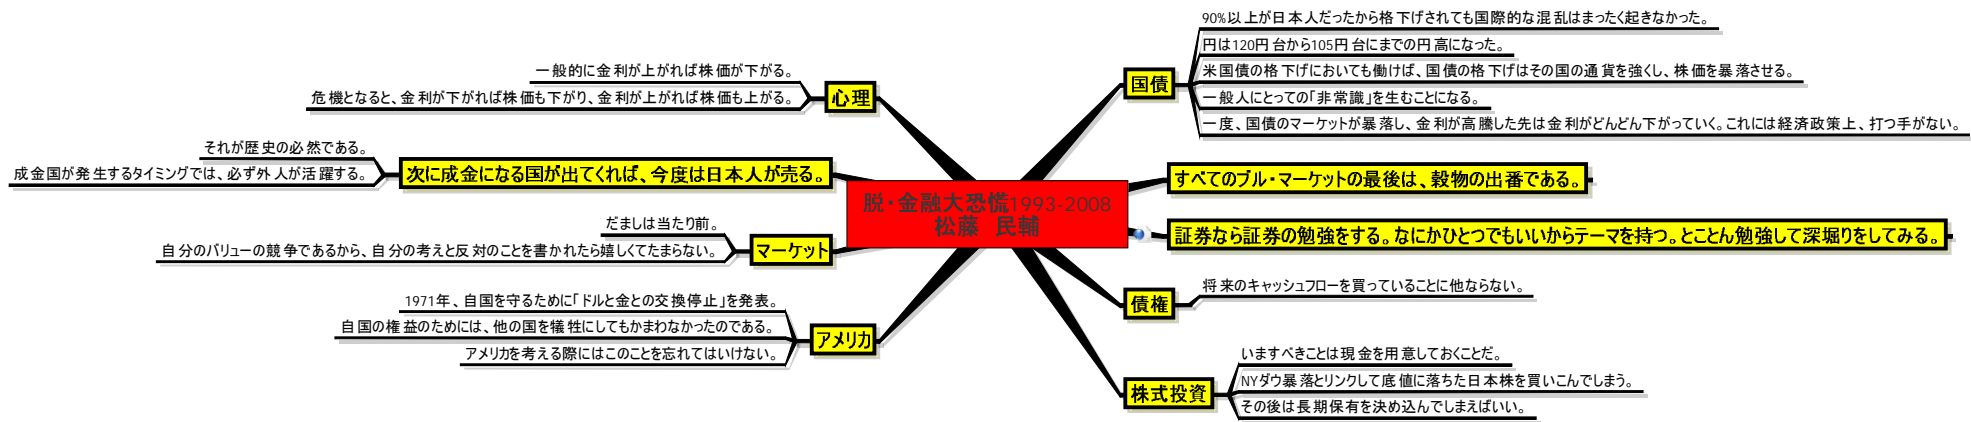 脱・金融大恐慌1993-2008
松藤　民輔
国債
90%以上が日本人だったから格下げされても国際的な混乱はまったく起きなかった。
円は120円台から105円台にまでの円高になった。
米国債の格下げにおいても働けば、国債の格下げはその国の通貨を強くし、株価を暴落させる。
一般人にとっての「非常識」を生むことになる。
一度、国債のマーケットが暴落し、金利が高騰した先は金利がどんどん下がっていく。これには経済政策上、打つ手がない。
すべてのブル・マーケットの最後は、穀物の出番である。
証券なら証券の勉強をする。なにかひとつでもいいからテーマを持つ。とことん勉強して深堀りをしてみる。
債権
将来のキャッシュフローを買っていることに他ならない。
株式投資
いますべきことは現金を用意しておくことだ。
NYダウ暴落とリンクして底値に落ちた日本株を買いこんでしまう。
その後は長期保有を決め込んでしまえばいい。
心理
一般的に金利が上がれば株価が下がる。
危機となると、金利が下がれば株価も下がり、金利が上がれば株価も上がる。
次に成金になる国が出てくれば、今度は日本人が売る。
それが歴史の必然である。
成金国が発生するタイミングでは、必ず外人が活躍する。
マーケット
だましは当たり前。
自分のバリューの競争であるから、自分の考えと反対のことを書かれたら嬉しくてたまらない。
アメリカ
1971年、自国を守るために「ドルと金との交換停止」を発表。
自国の権益のためには、他の国を犠牲にしてもかまわなかったのである。
アメリカを考える際にはこのことを忘れてはいけない。